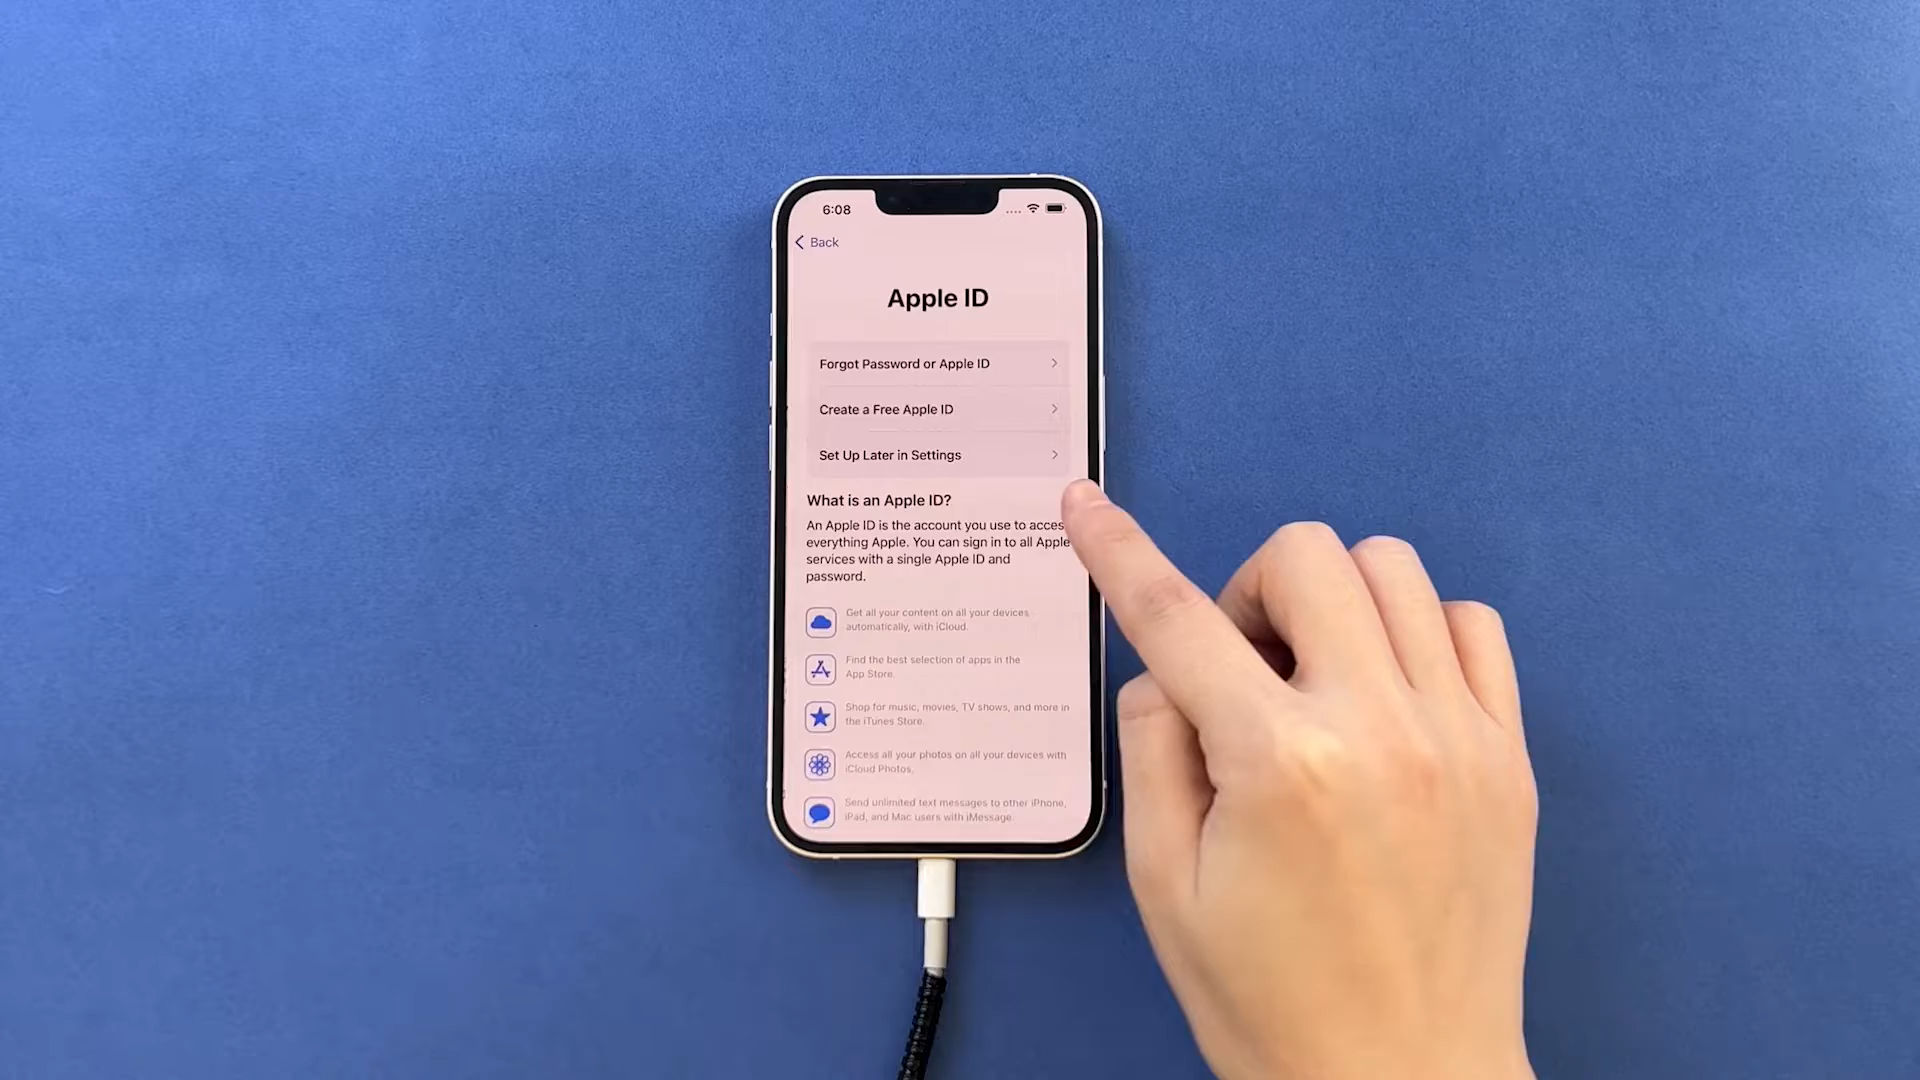 6:08
Back
Apple ID
Forgot Password or Apple ID
Create a Free Apple ID
Set Up Later in Settings
What is an Apple ID?
An Apple ID is the account you use to acces
everything Apple. You can sign in to all Apple
services with a single Apple ID and
password.
Get all your content on all your devices
automatically, with iCloud.
Find the best selection of apps in the
App Store.
Shop for music, movies, TV shows, and more in
the iTunes Store.
Access all your photos on all your devices with
iCloud Photos.
Send unlimited text messages to other iPhone,
iPad, and Mac users with iMessage.